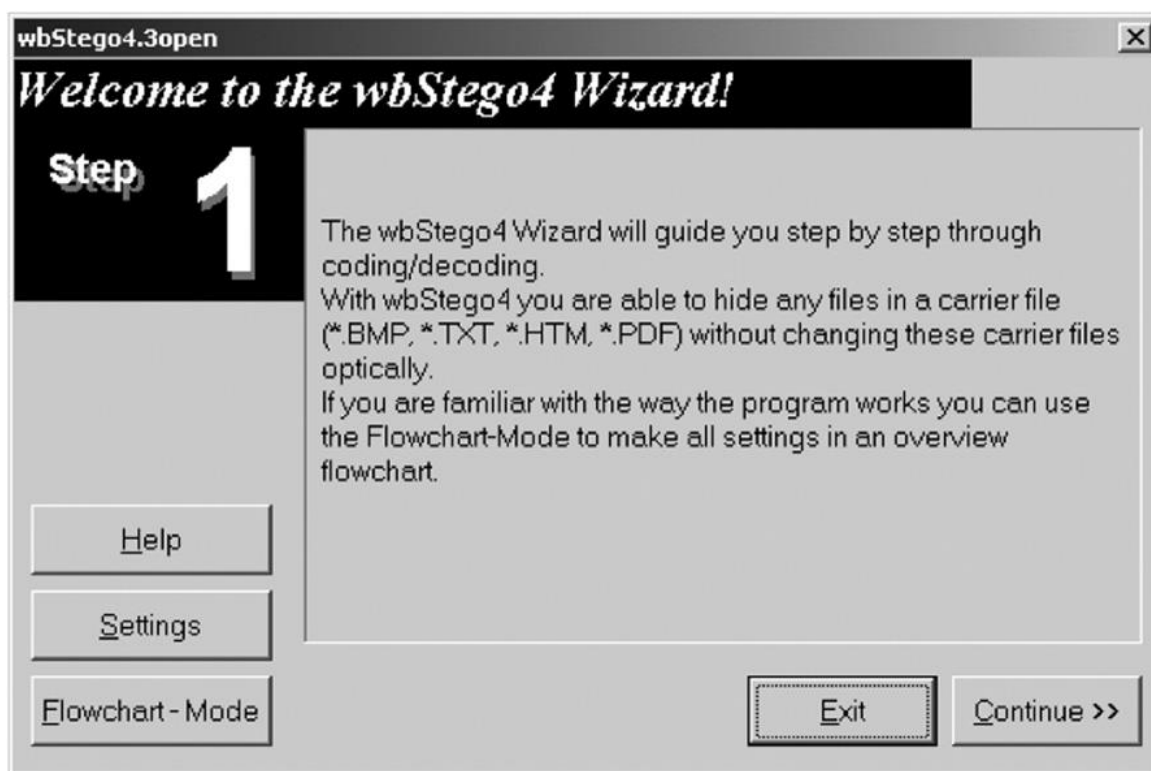 wbStego4.3open
Welcome to the wbStego4 Wizard!
Step 1
The wbStego4 Wizard will guide you step by step through
coding/decoding.
With wbStego4 you are able to hide any files in a carrier file
(*.BMP, *.TXT, *.HTM, *.PDF) without changing these carrier files
optically.
If you are familiar with the way the program works you can use
the Flowchart-Mode to make all settings in an overview
flowchart.
Help
Settings
Flowchart - Mode
Exit
Continue >>